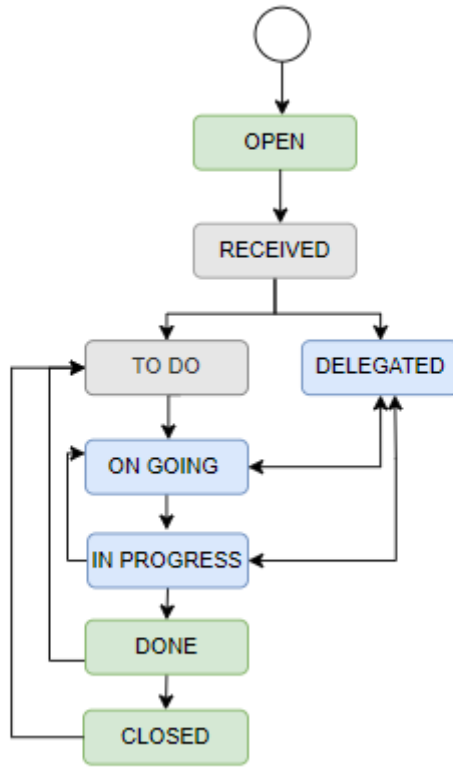 OPEN
RECEIVED
TO DO
DELEGATED
ON GOING
IN PROGRESS
DONE
CLOSED